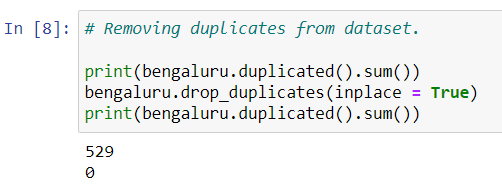 In [8]: # Removing duplicates from dataset.
print(bengaluru.duplicated().sum())
bengaluru.drop_duplicates(inplace = True)
print(bengaluru.duplicated().sum())
529
0